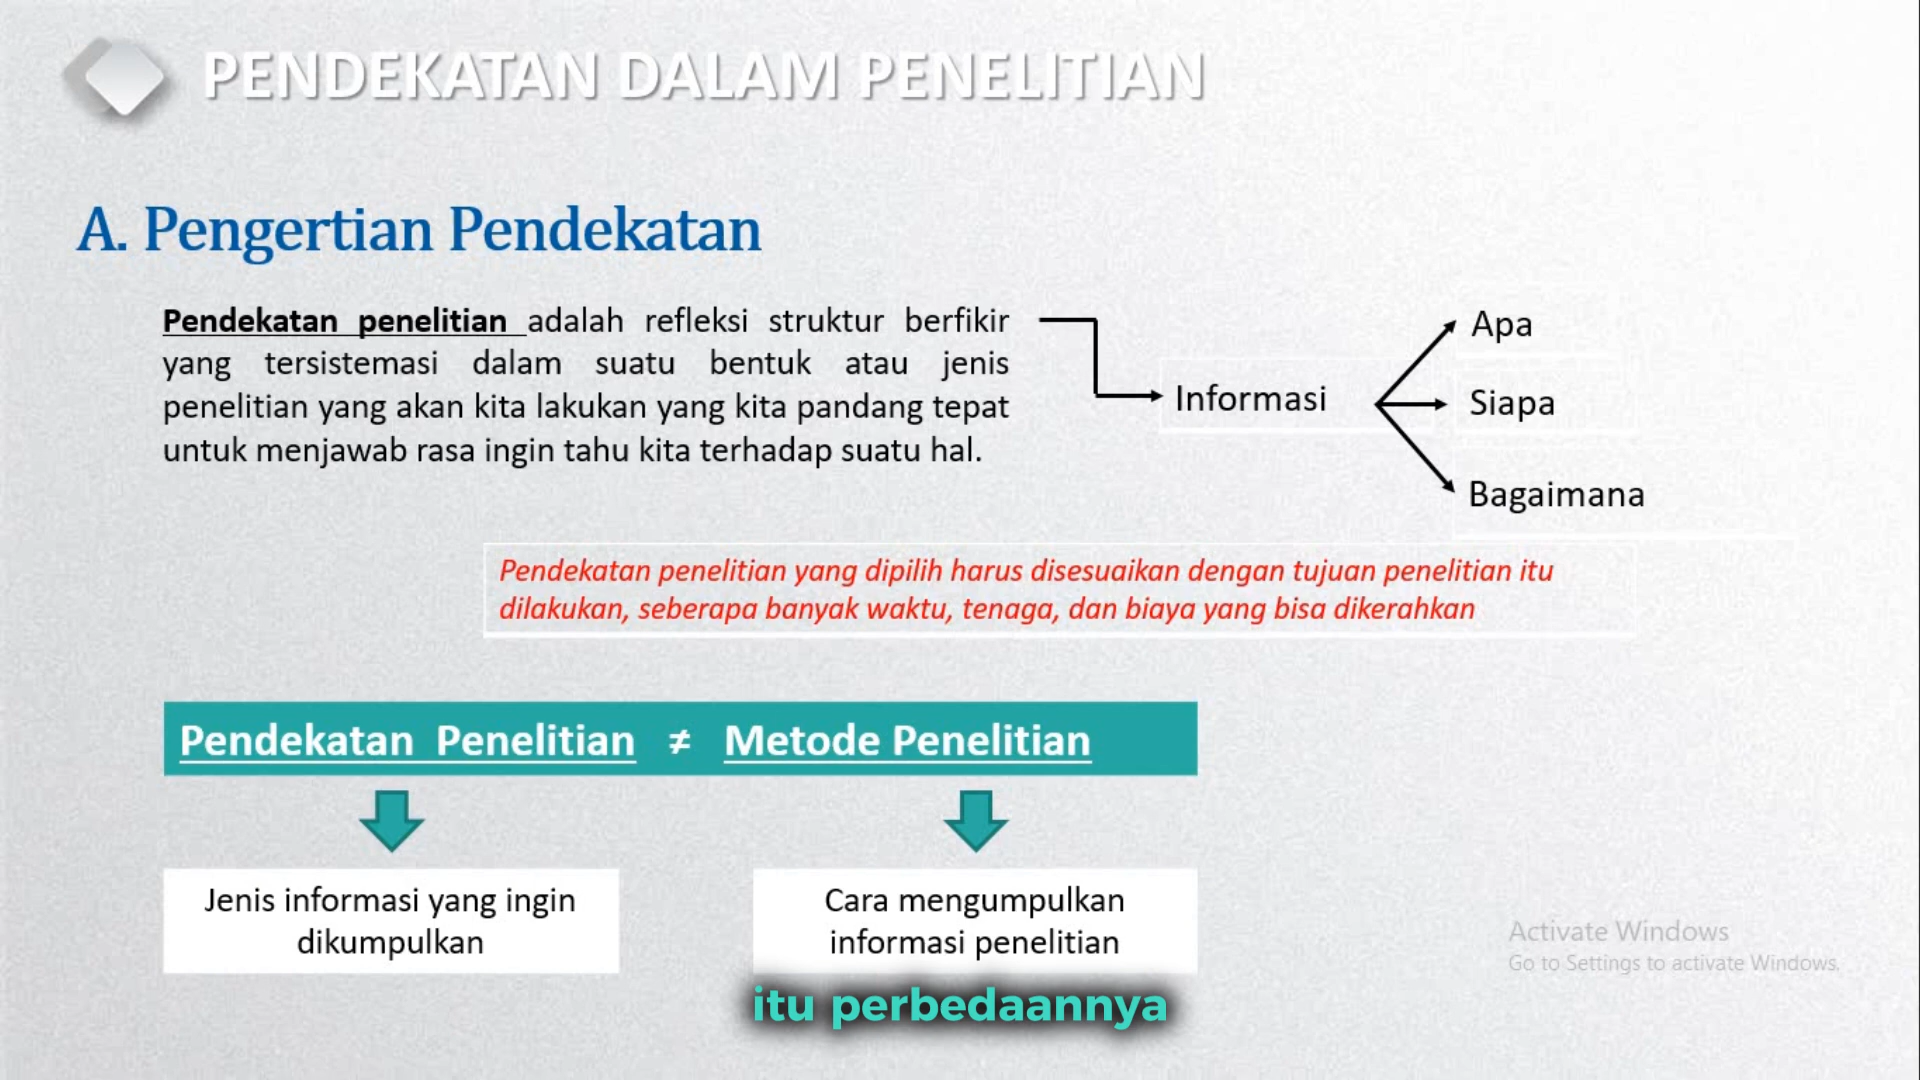 PENDEKATAN DALAM PENELITIAN
A. Pengertian Pendekatan
Pendekatan penelitian adalah refleksi struktur berfikir
yang tersistemasi dalam suatu bentuk atau jenis
penelitian yang akan kita lakukan yang kita pandang tepat
untuk menjawab rasa ingin tahu kita terhadap suatu hal.
Informasi
Apa
Siapa
Bagaimana
Pendekatan penelitian yang dipilih harus disesuaikan dengan tujuan penelitian itu
dilakukan, seberapa banyak waktu, tenaga, dan biaya yang bisa dikerahkan
Pendekatan Penelitian ≠ Metode Penelitian
Jenis informasi yang ingin
dikumpulkan
Cara mengumpulkan
informasi penelitian
Activate Windows
Go to Settings to activate Windows.
itu perbedaannya